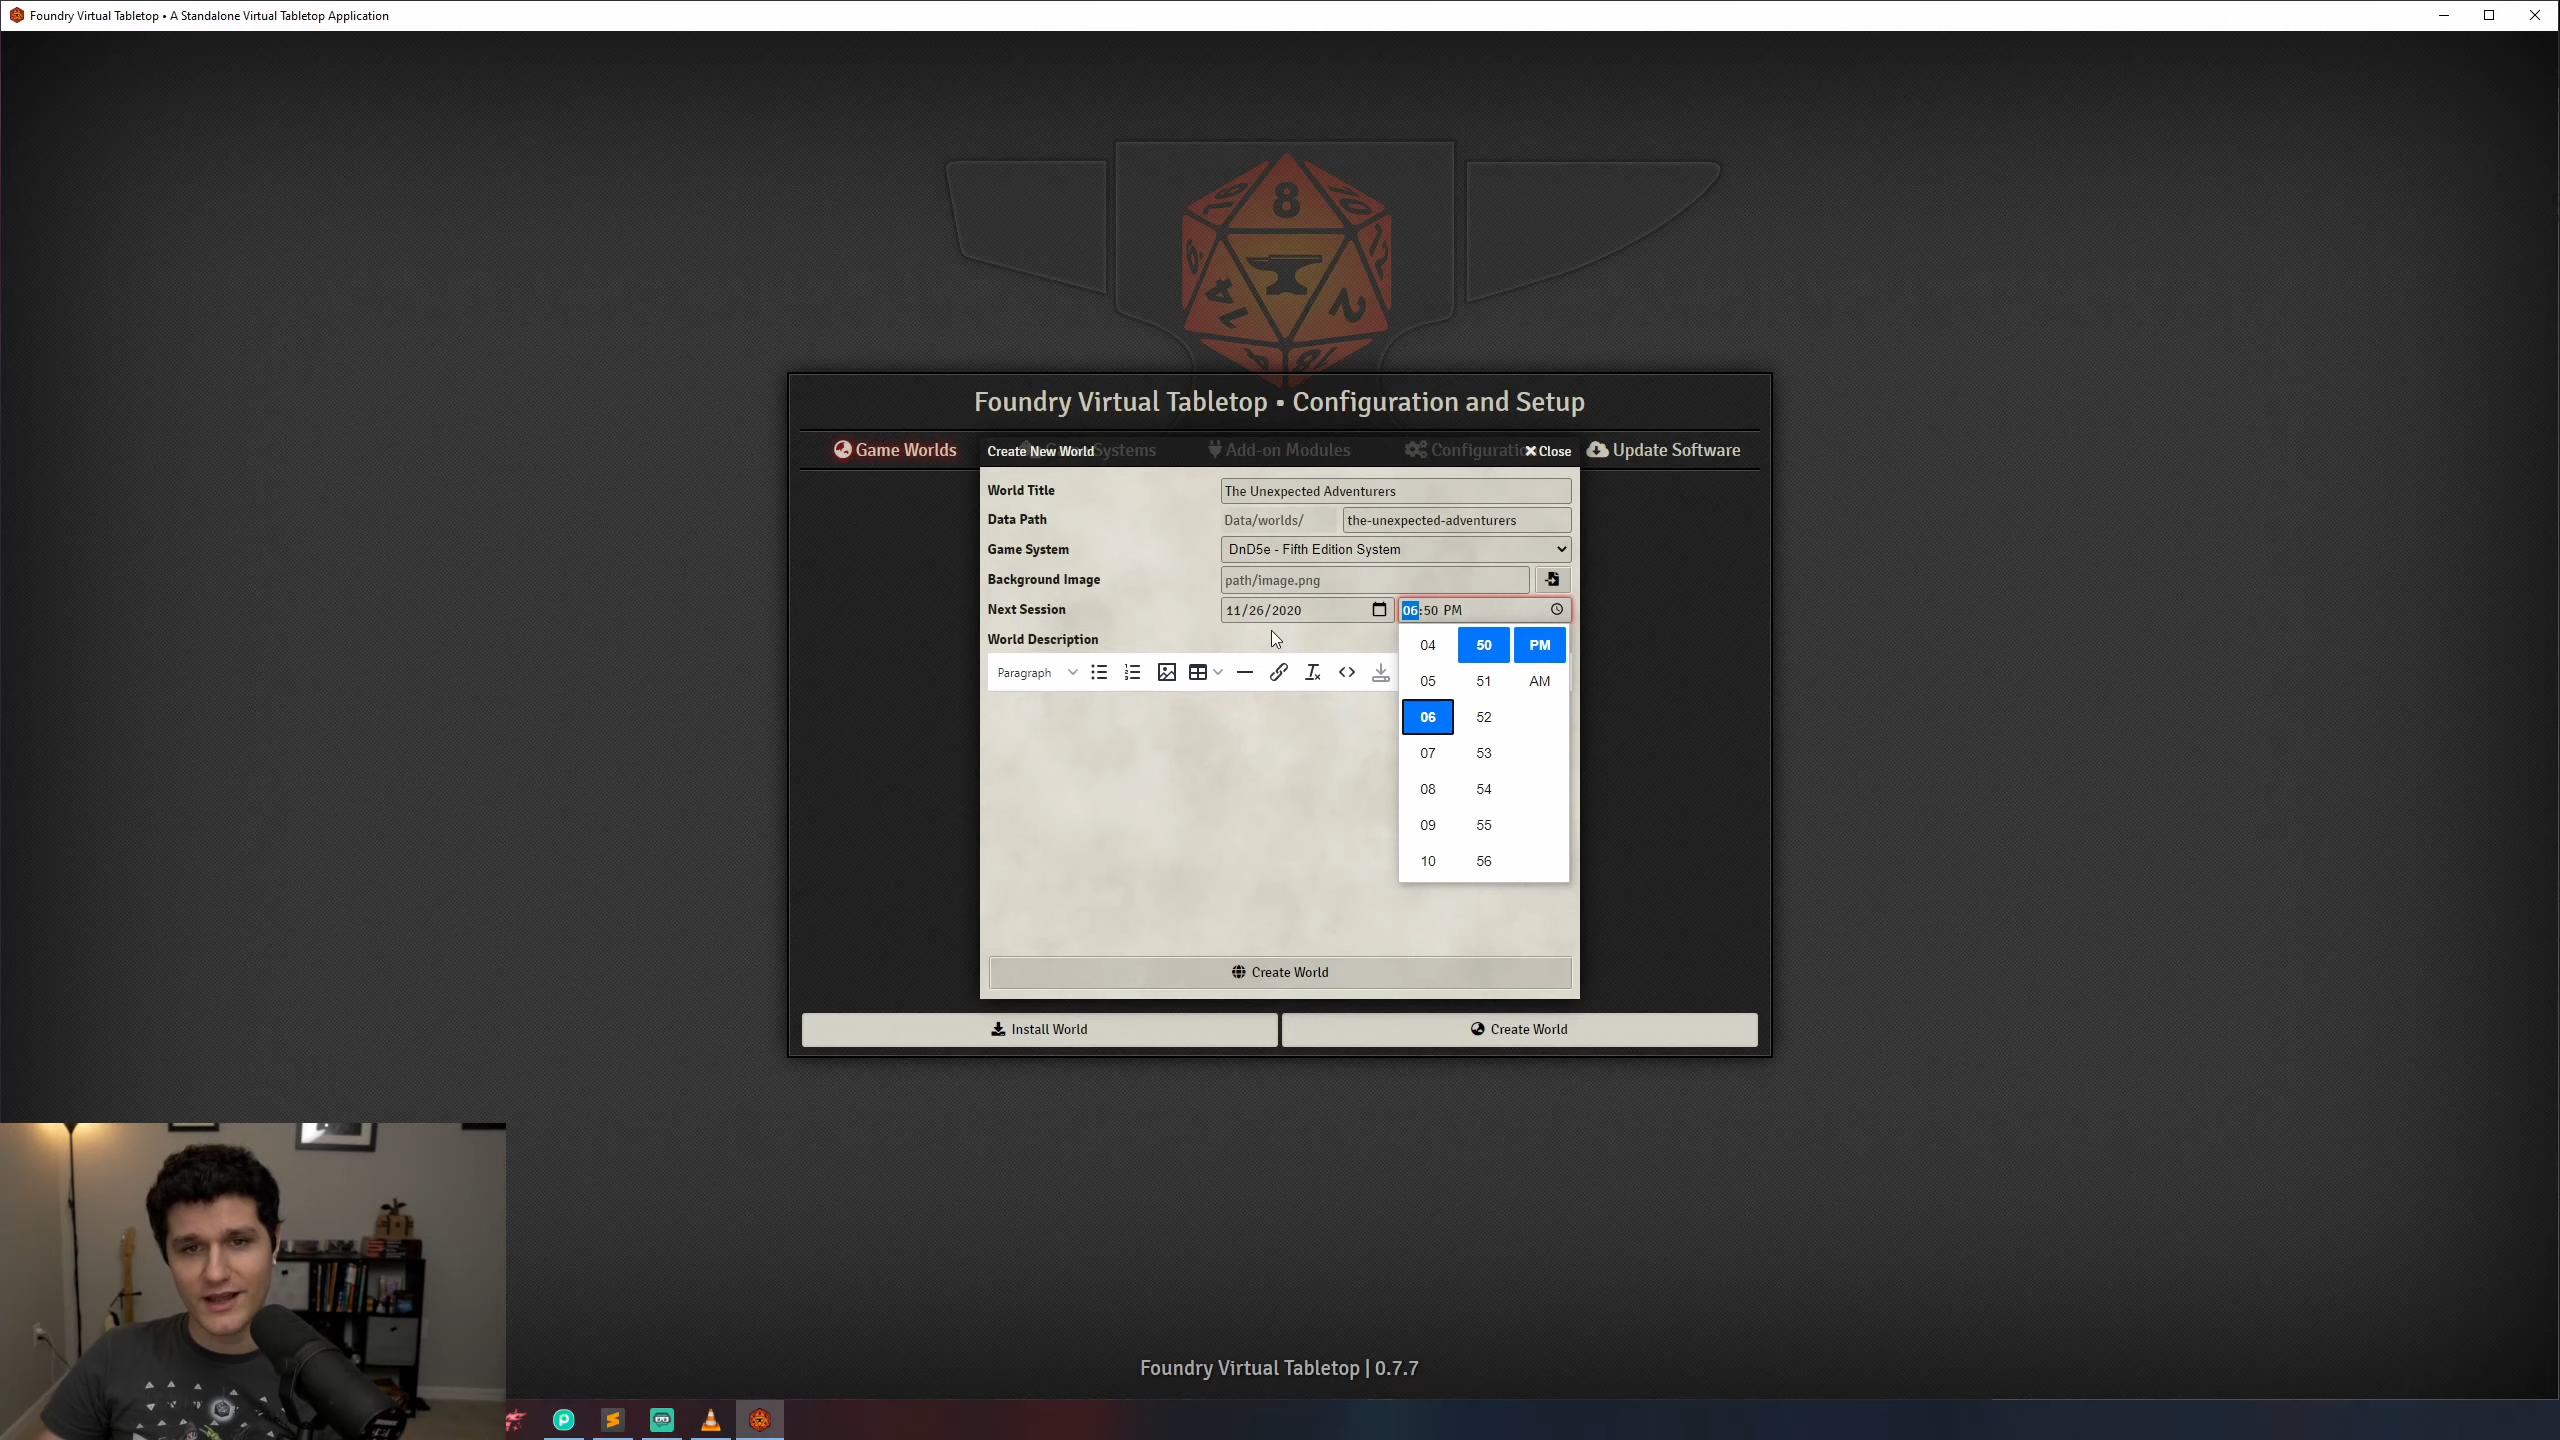 Foundry Virtual Tabletop • A Standalone Virtual Tabletop Application
8
14
2
Foundry Virtual Tabletop • Configuration and Setup
Game Worlds
Systems
Add-on Modules
Update Software
Create New World
Close
World Title
The Unexpected Adventurers
Data Path
Data/worlds/
the-unexpected-adventurers
Game System
DnD5e - Fifth Edition System
Background Image
path/image.png
Next Session
11/26/2020
06:50 PM
World Description
04 50 PM
05 51 AM
06 52
07 53
08 54
09 55
10 56
Paragraph
Create World
Install World
Create World
Foundry Virtual Tabletop | 0.7.7